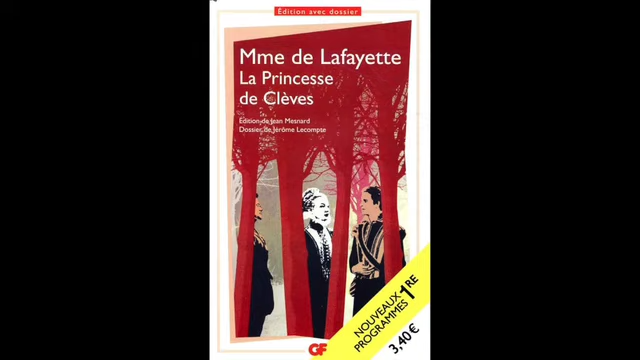 Édition avec dossier
Mme de Lafayette
La Princesse
de Clèves
Édition de Jean Mesnard
Dossier de Jérôme Lecompte
NOUVEAUX
PROGRAMMES
1RE
3,40 €
GF